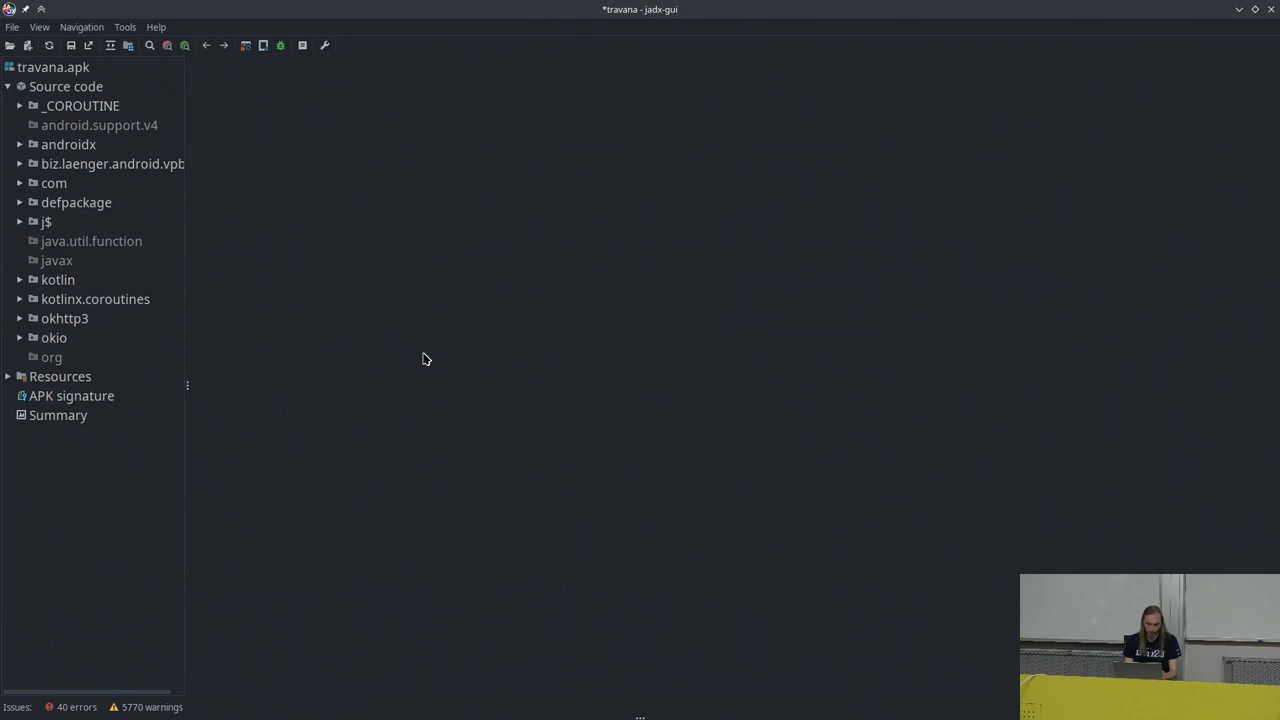 *travana - jadx-gui
File View Navigation Tools Help
travana.apk
Source code
_COROUTINE
android.support.v4
androidx
biz.laenger.android.vpb
com
defpackage
j$
java.util.function
javax
kotlin
kotlinx.coroutines
okhttp3
okio
org
Resources
APK signature
Summary
Issues: 40 errors 5770 warnings